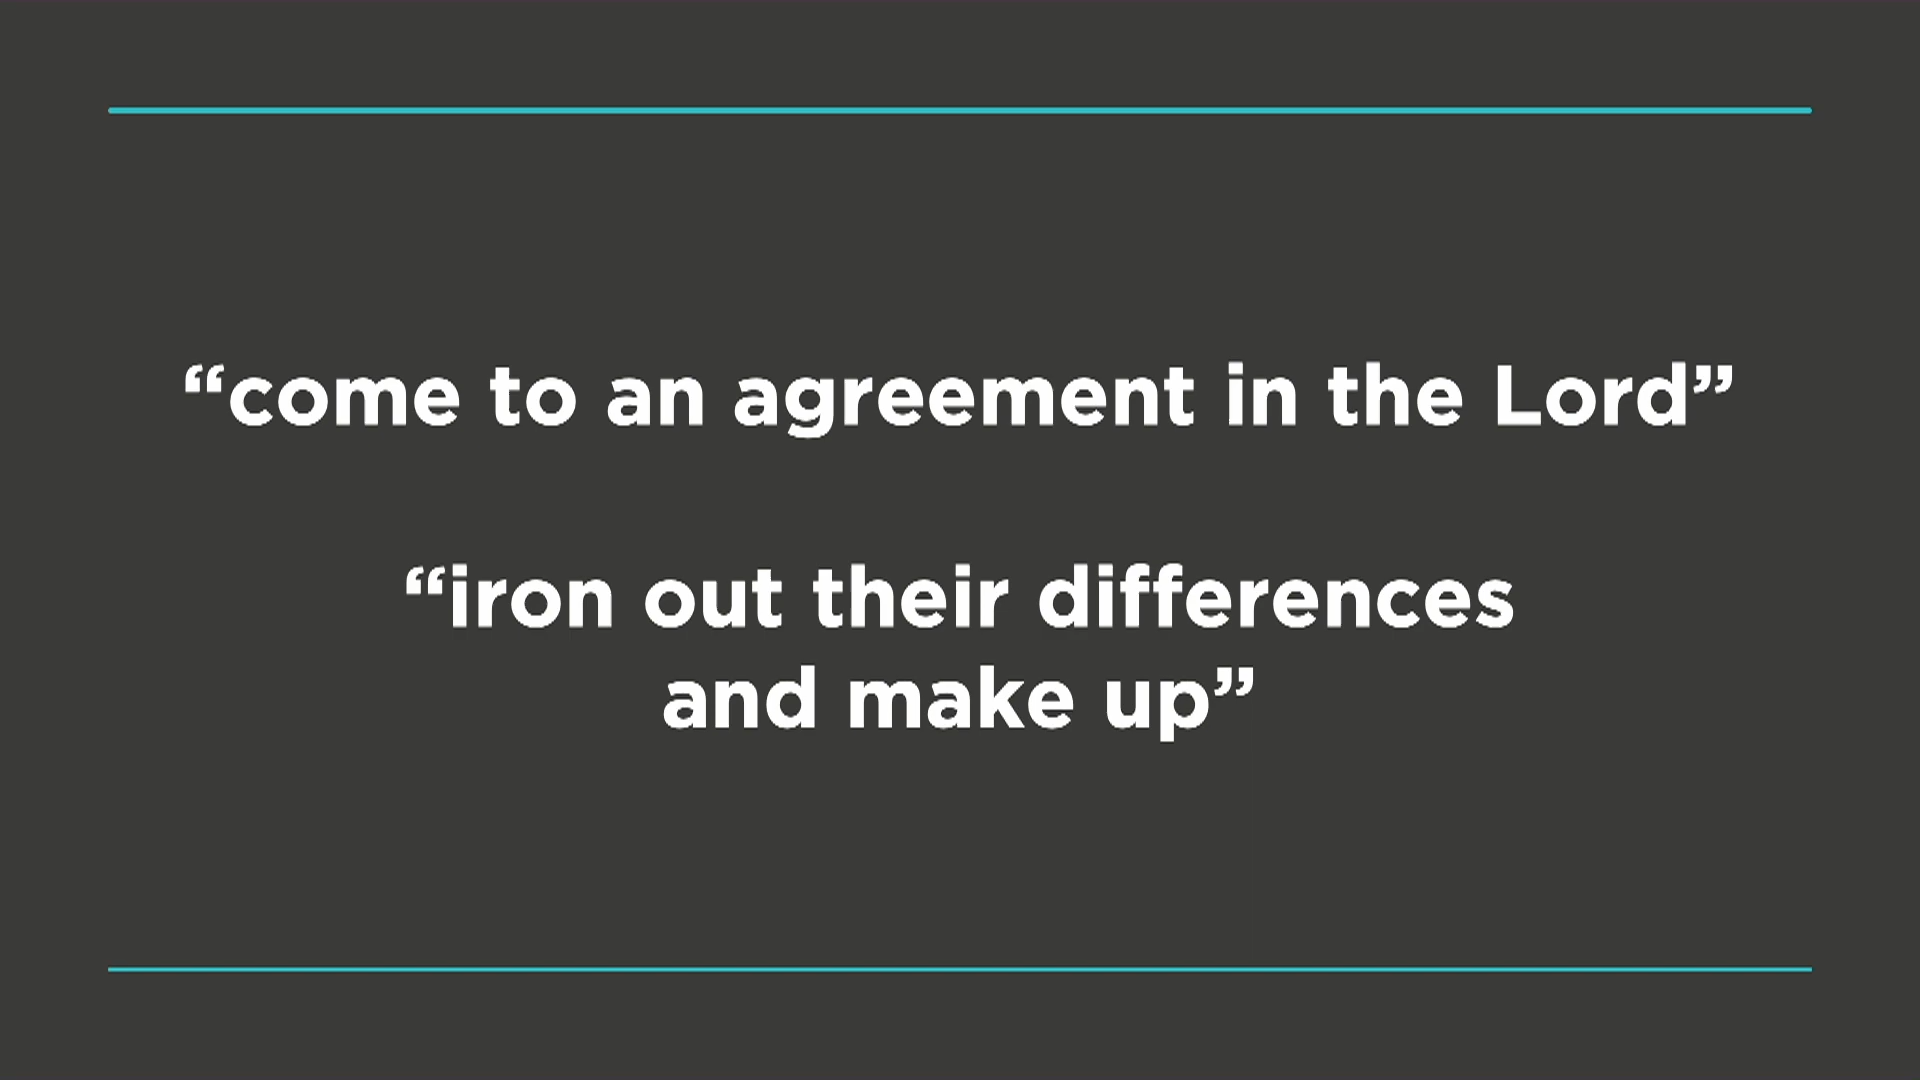 “come to an agreement in the Lord”
“iron out their differences
and make up”